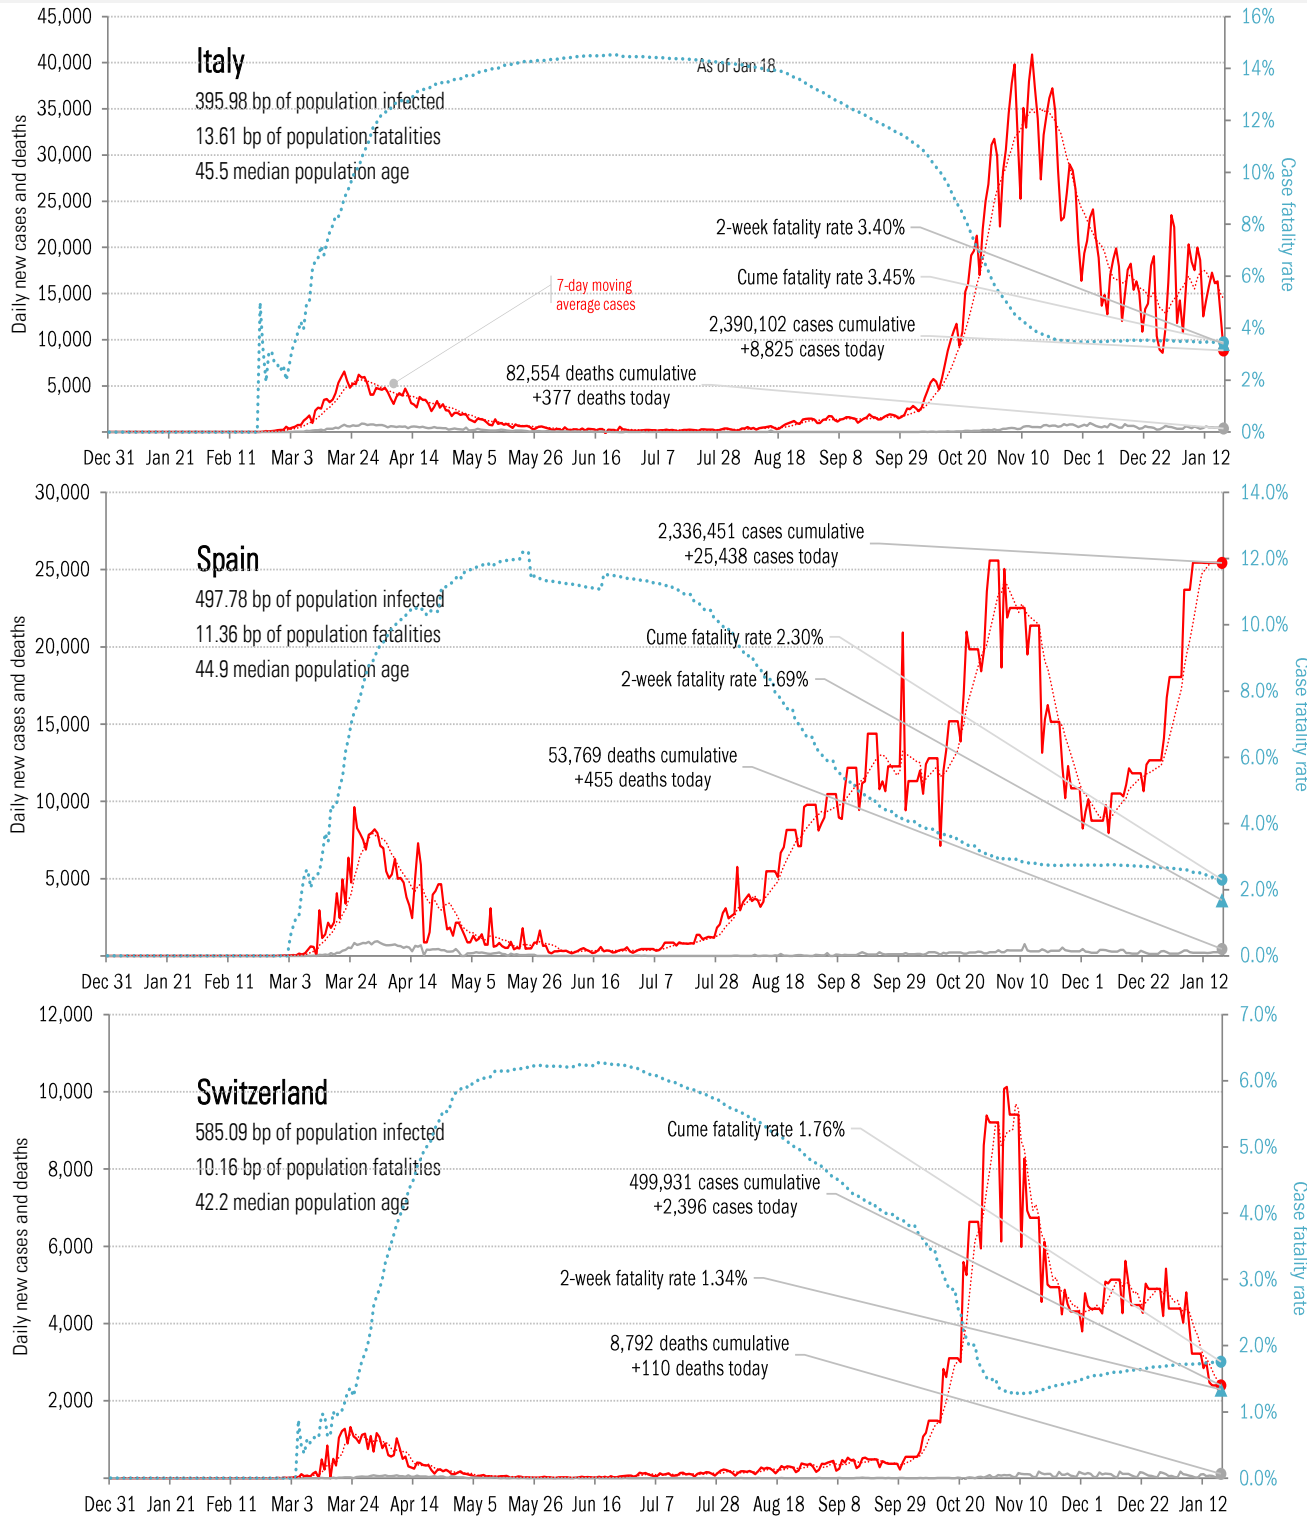 45,000
40,000
35,000
30,000
25,000
20,000
15,000
10,000
5,000
Daily new cases and deaths
Italy
395.98 bp of population infected
13.61 bp of population fatalities
45.5 median population age
As of Jan 18
7-day moving
average cases
2-week fatality rate 3.40%
Cume fatality rate 3.45%
2,390,102 cases cumulative
+8,825 cases today
82,554 deaths cumulative
+377 deaths today
16%
14%
12%
10%
8%
6%
4%
2%
0%
Case fatality rate
Dec 31 Jan 21 Feb 11 Mar 3 Mar 24 Apr 14 May 5 May 26 Jun 16 Jul 7 Jul 28 Aug 18 Sep 8 Sep 29 Oct 20 Nov 10 Dec 1 Dec 22 Jan 12
30,000
25,000
20,000
15,000
10,000
5,000
Daily new cases and deaths
Spain
497.78 bp of population infected
11.36 bp of population fatalities
44.9 median population age
2,336,451 cases cumulative
+25,438 cases today
Cume fatality rate 2.30%
2-week fatality rate 1.69%
53,769 deaths cumulative
+455 deaths today
14.0%
12.0%
10.0%
8.0%
6.0%
4.0%
2.0%
0.0%
Case fatality rate
Dec 31 Jan 21 Feb 11 Mar 3 Mar 24 Apr 14 May 5 May 26 Jun 16 Jul 7 Jul 28 Aug 18 Sep 8 Sep 29 Oct 20 Nov 10 Dec 1 Dec 22 Jan 12
12,000
10,000
8,000
6,000
4,000
2,000
Daily new cases and deaths
Switzerland
585.09 bp of population infected
10.16 bp of population fatalities
42.2 median population age
Cume fatality rate 1.76%
499,931 cases cumulative
+2,396 cases today
2-week fatality rate 1.34%
8,792 deaths cumulative
+110 deaths today
7.0%
6.0%
5.0%
4.0%
3.0%
2.0%
1.0%
0.0%
Case fatality rate
Dec 31 Jan 21 Feb 11 Mar 3 Mar 24 Apr 14 May 5 May 26 Jun 16 Jul 7 Jul 28 Aug 18 Sep 8 Sep 29 Oct 20 Nov 10 Dec 1 Dec 22 Jan 12